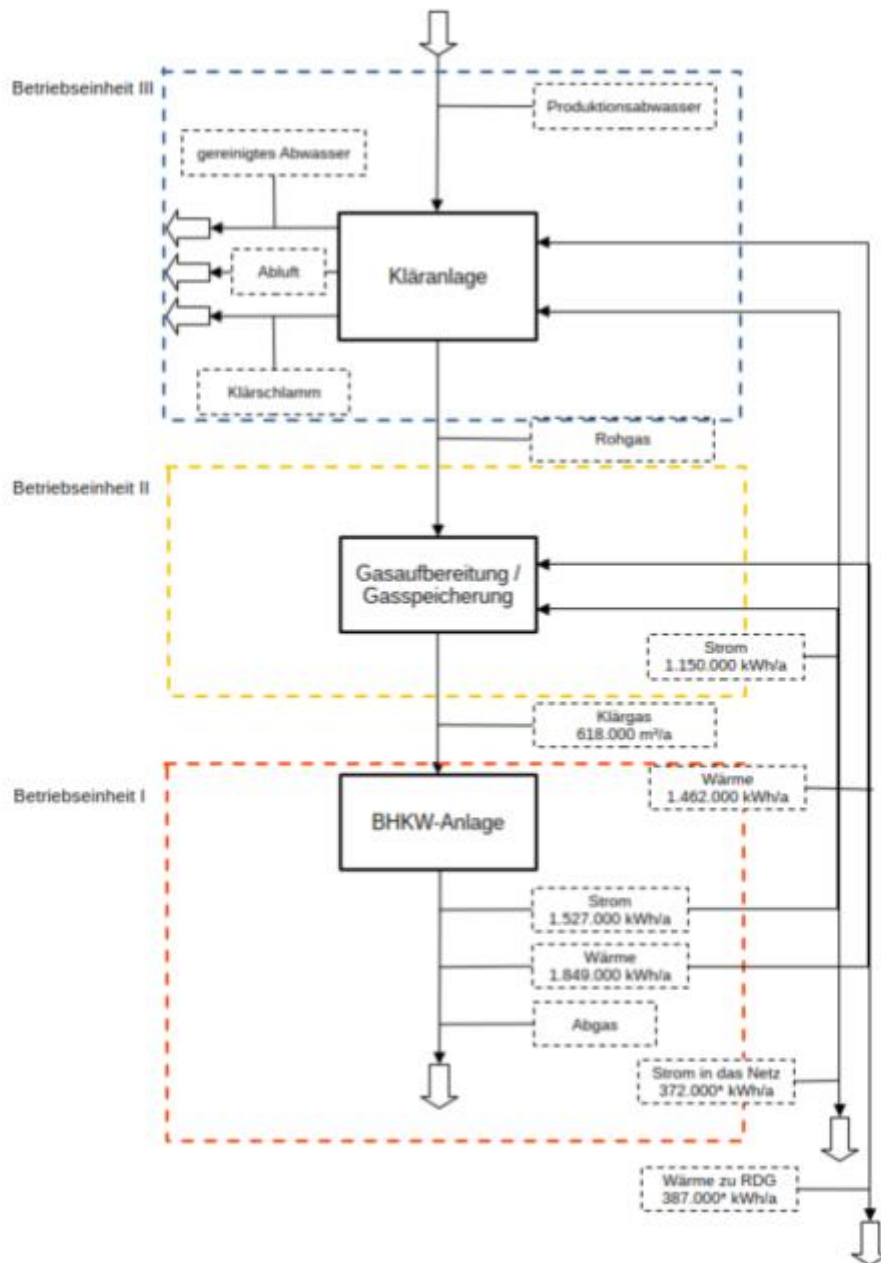 Betriebseinheit III
Produktionsabwasser
gereinigtes Abwasser
Abluft
Kläranlage
Klärschlamm
Rohgas
Betriebseinheit II
Gasaufbereitung /
Gasspeicherung
Strom
1.150.000 kWh/a
Klärgas
618.000 m³/a
Wärme
1.462.000 kWh/a
Betriebseinheit I
BHKW-Anlage
Strom
1.527.000 kWh/a
Wärme
1.849.000 kWh/a
Abgas
Strom in das Netz
372.000* kWh/a
Wärme zu RDG
387.000* kWh/a